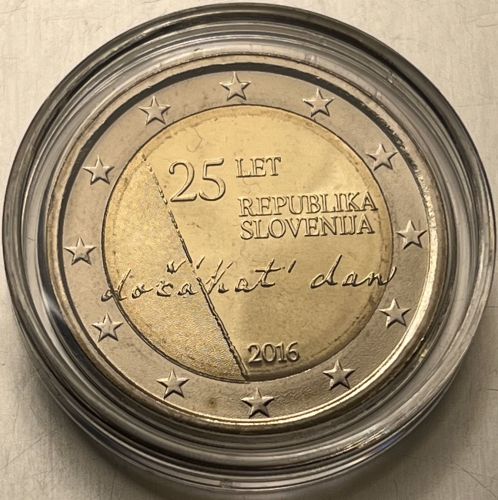 25 LET
REPUBLIKA
SLOVENIJA
dočakat' dan
2016